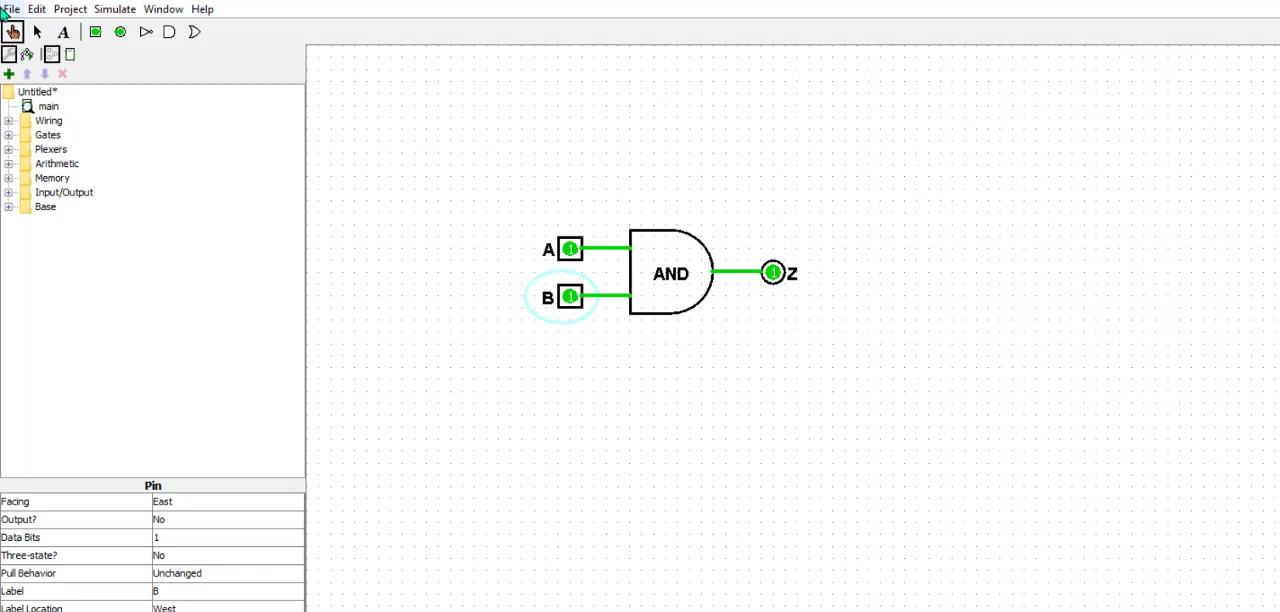 File Edit Project Simulate Window Help
A
Untitled*
main
Wiring
Gates
Plexers
Arithmetic
Memory
Input/Output
Base
A 1
AND
1 Z
B 1
Pin
Facing East
Output? No
Data Bits 1
Three-state? No
Pull Behavior Unchanged
Label B
Label Location West